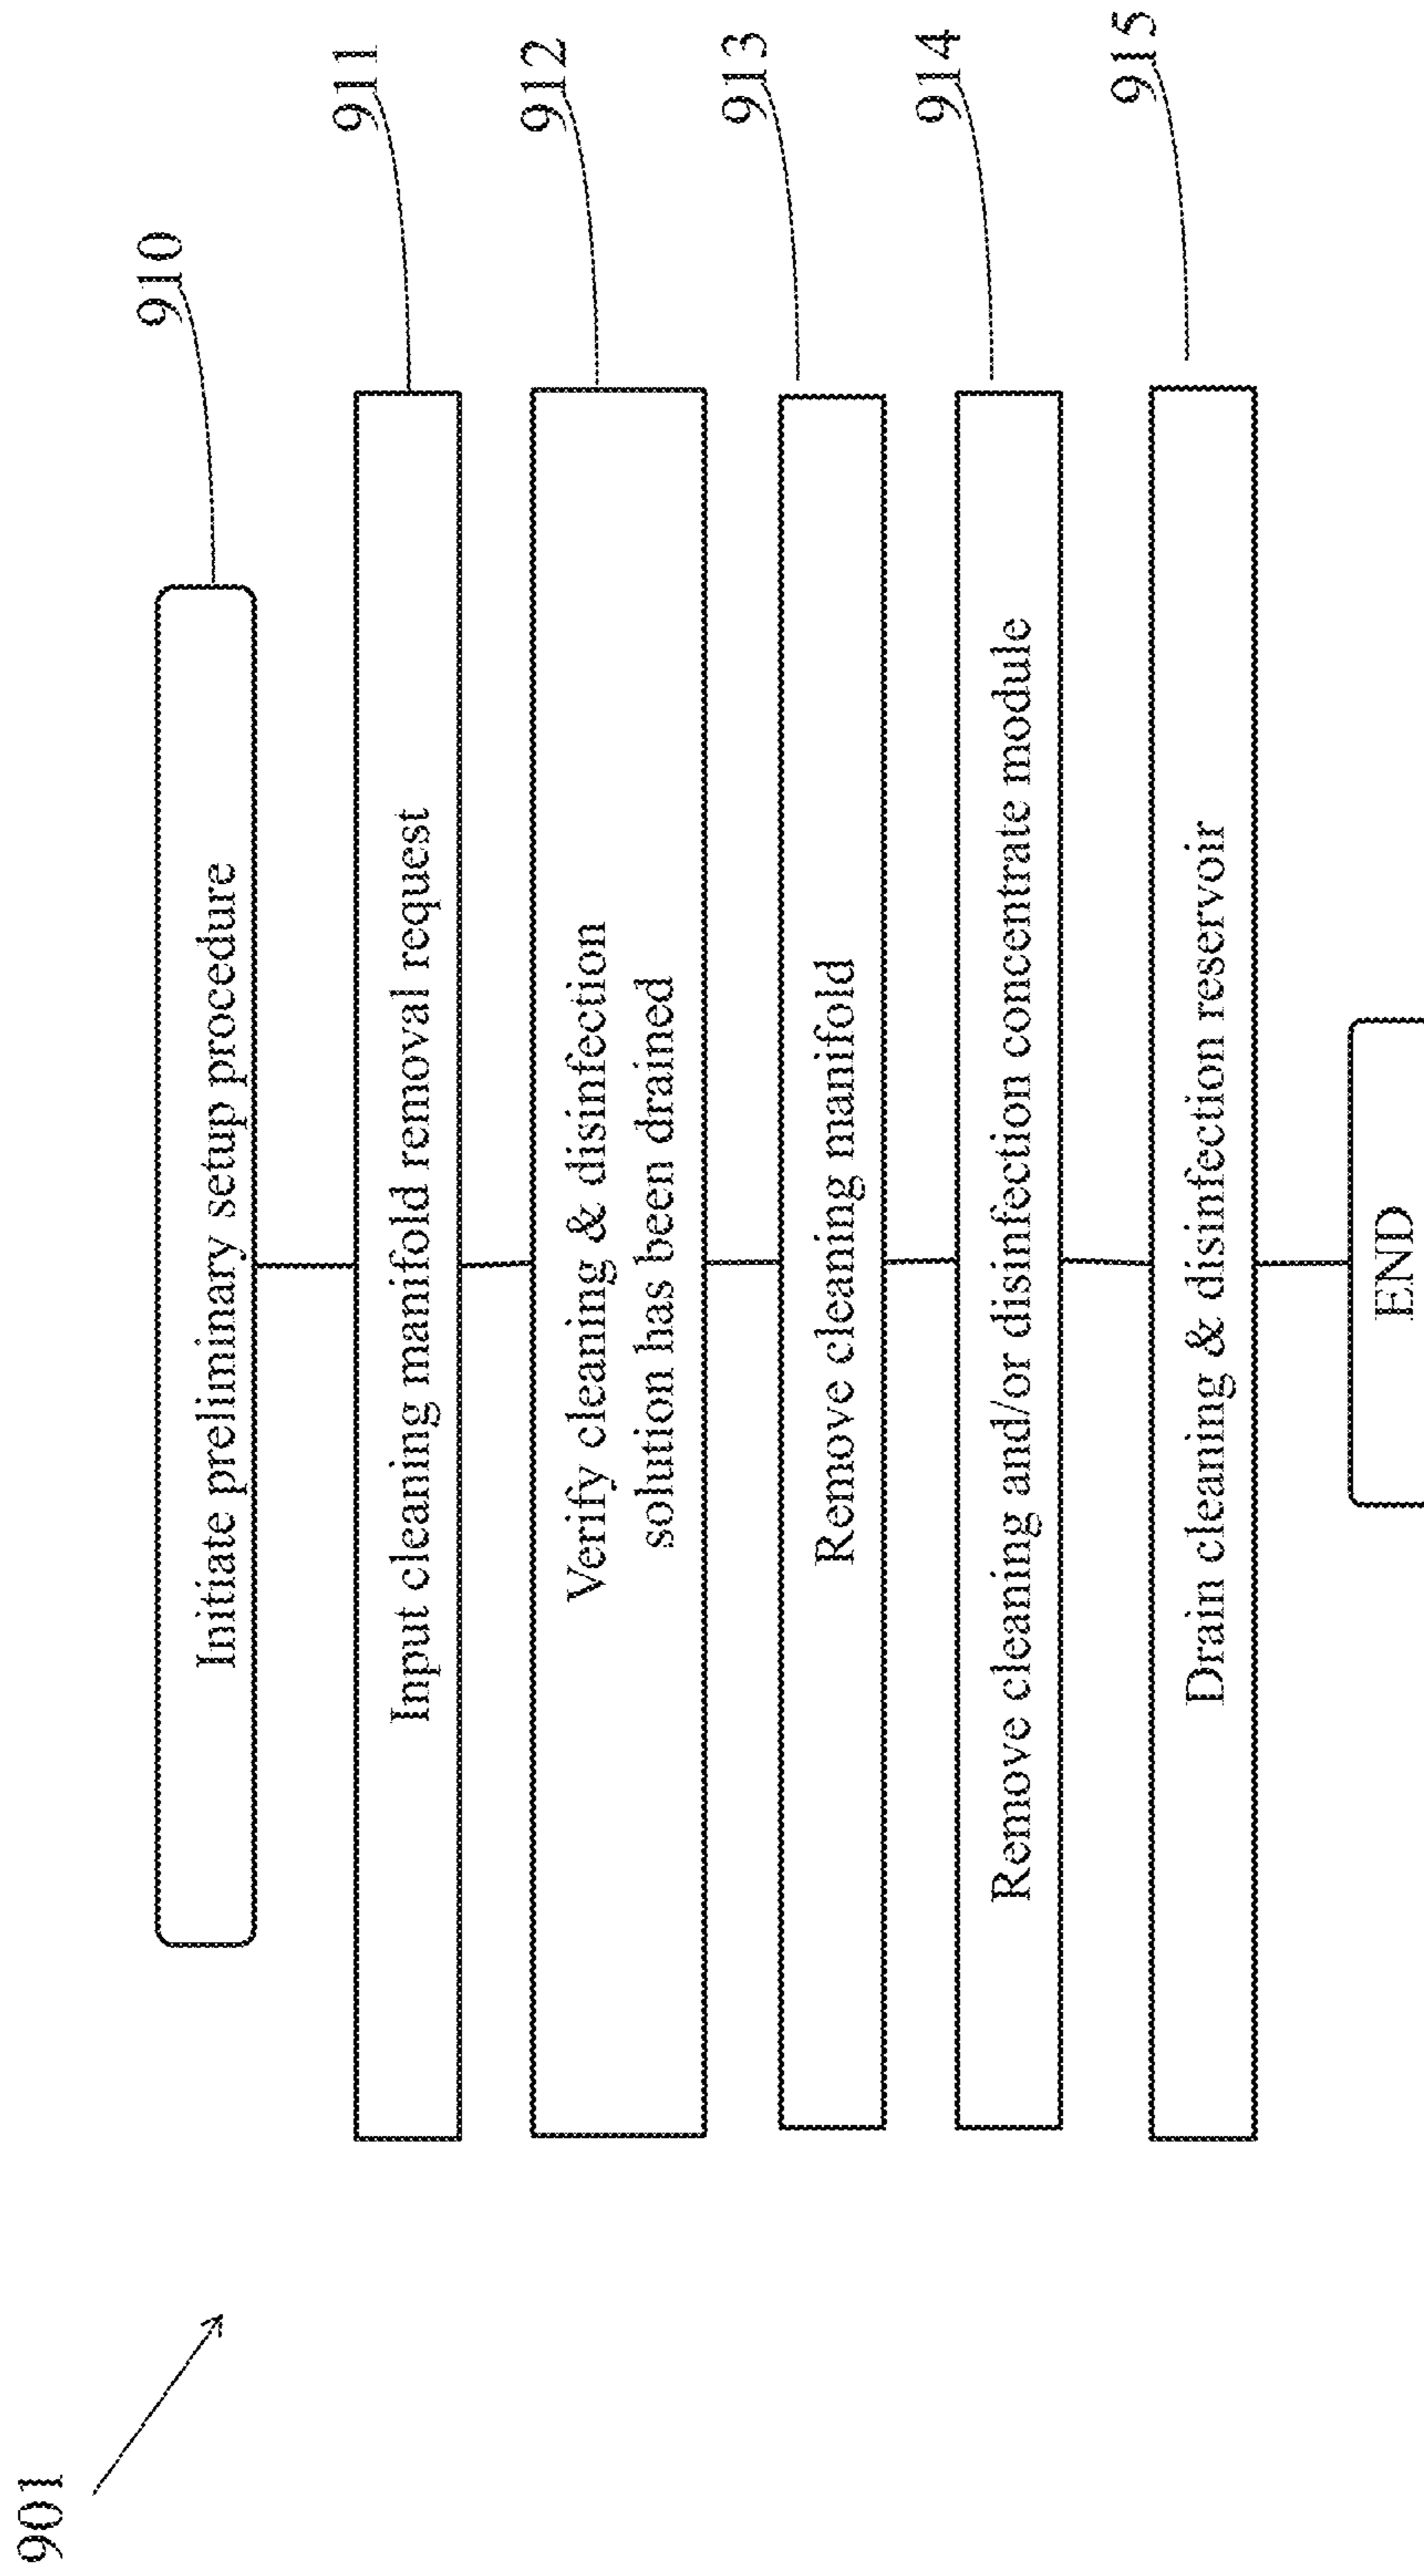 901
910
Initiate preliminary setup procedure
911
Input cleaning manifold removal request
912
Verify cleaning & disinfection
solution has been drained
913
Remove cleaning manifold
914
Remove cleaning and/or disinfection concentrate module
915
Drain cleaning & disinfection reservoir
END